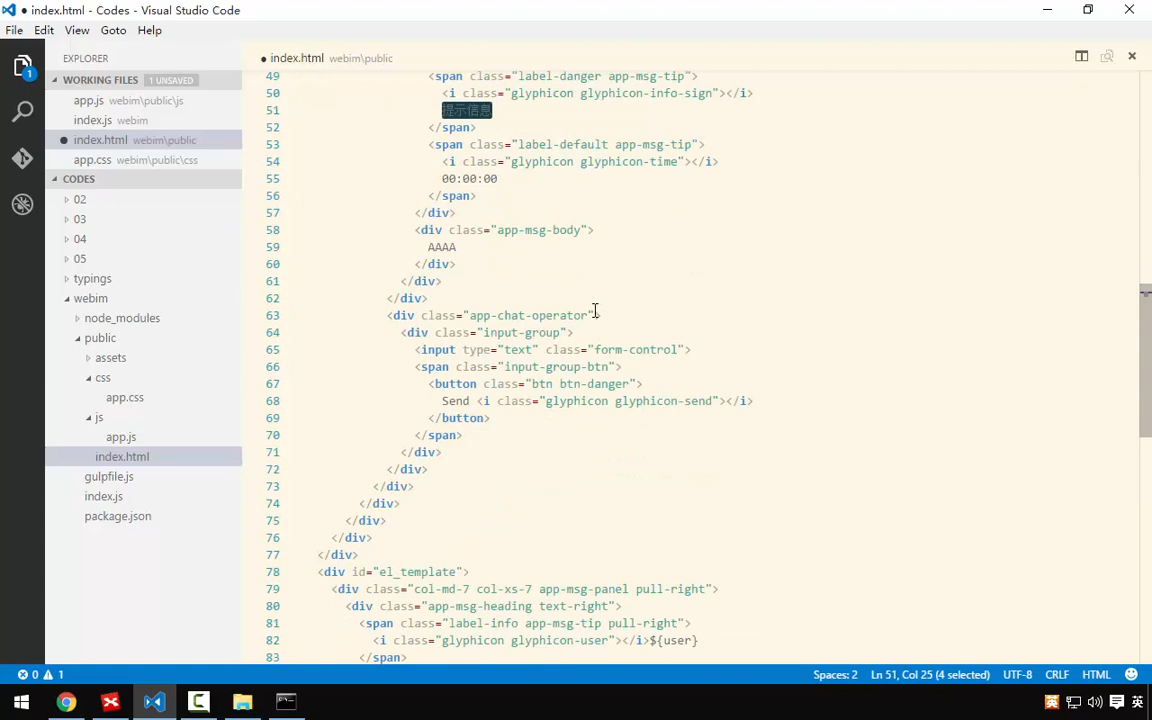 index.html - Codes - Visual Studio Code
File Edit View Goto Help
EXPLORER
WORKING FILES 1 UNSAVED
app.js webim\public\js
index.js webim
index.html webim\public
app.css webim\public\css
CODES
02
03
04
05
typings
webim
node_modules
public
assets
css
app.css
js
app.js
index.html
gulpfile.js
index.js
package.json
1
index.html webim\public
49 <span class="label-danger app-msg-tip">
50 <i class="glyphicon glyphicon-info-sign"></i>
51 提示信息
52 </span>
53 <span class="label-default app-msg-tip">
54 <i class="glyphicon glyphicon-time"></i>
55 00:00:00
56 </span>
57 </div>
58 <div class="app-msg-body">
59 AAAA
60 </div>
61 </div>
62 </div>
63 <div class="app-chat-operator">
64 <div class="input-group">
65 <input type="text" class="form-control">
66 <span class="input-group-btn">
67 <button class="btn btn-danger">
68 Send <i class="glyphicon glyphicon-send"></i>
69 </button>
70 </span>
71 </div>
72 </div>
73 </div>
74 </div>
75 </div>
76 </div>
77 </div>
78 <div id="el_template">
79 <div class="col-md-7 col-xs-7 app-msg-panel pull-right">
80 <div class="app-msg-heading text-right">
81 <span class="label-info app-msg-tip pull-right">
82 <i class="glyphicon glyphicon-user"></i>${user}
83 </span>
0 1 Spaces: 2 Ln 51, Col 25 (4 selected) UTF-8 CRLF HTML
英